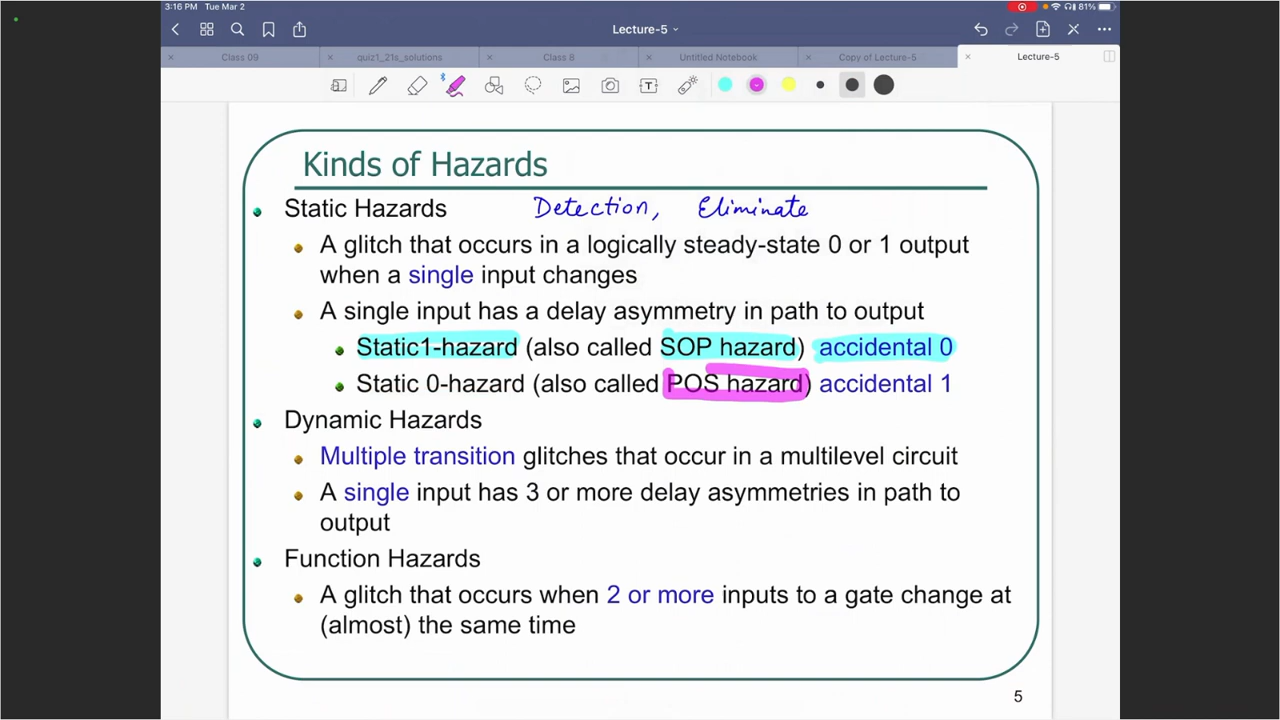 3:16 PM Tue Mar 2
81%
Lecture-5
Class 09
quiz1_21s_solutions
Class 8
Untitled Notebook
Copy of Lecture-5
Lecture-5
T
Kinds of Hazards
Static Hazards Detection, Eliminate
A glitch that occurs in a logically steady-state 0 or 1 output
when a single input changes
A single input has a delay asymmetry in path to output
Static1-hazard (also called SOP hazard) accidental 0
Static 0-hazard (also called POS hazard) accidental 1
Dynamic Hazards
Multiple transition glitches that occur in a multilevel circuit
A single input has 3 or more delay asymmetries in path to
output
Function Hazards
A glitch that occurs when 2 or more inputs to a gate change at
(almost) the same time
5